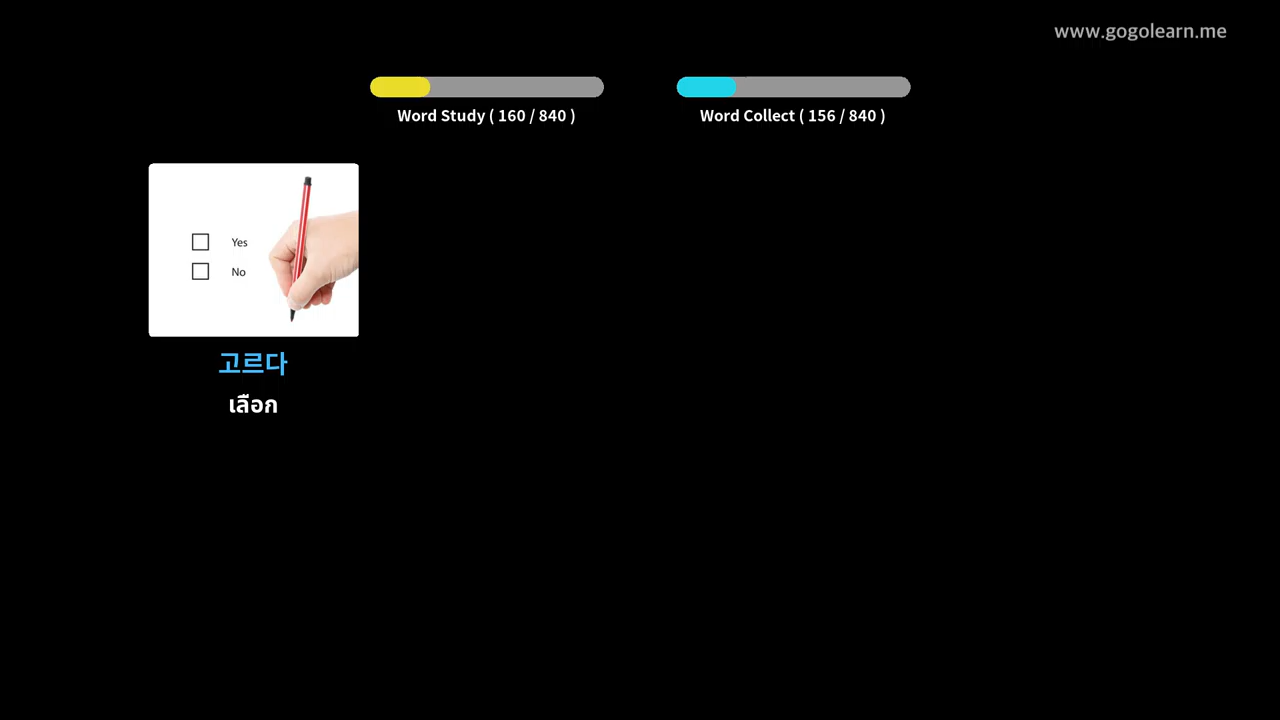 www.gogolearn.me
Word Study ( 160 / 840 )
Word Collect ( 156 / 840 )
Yes
No
고르다
เลือก